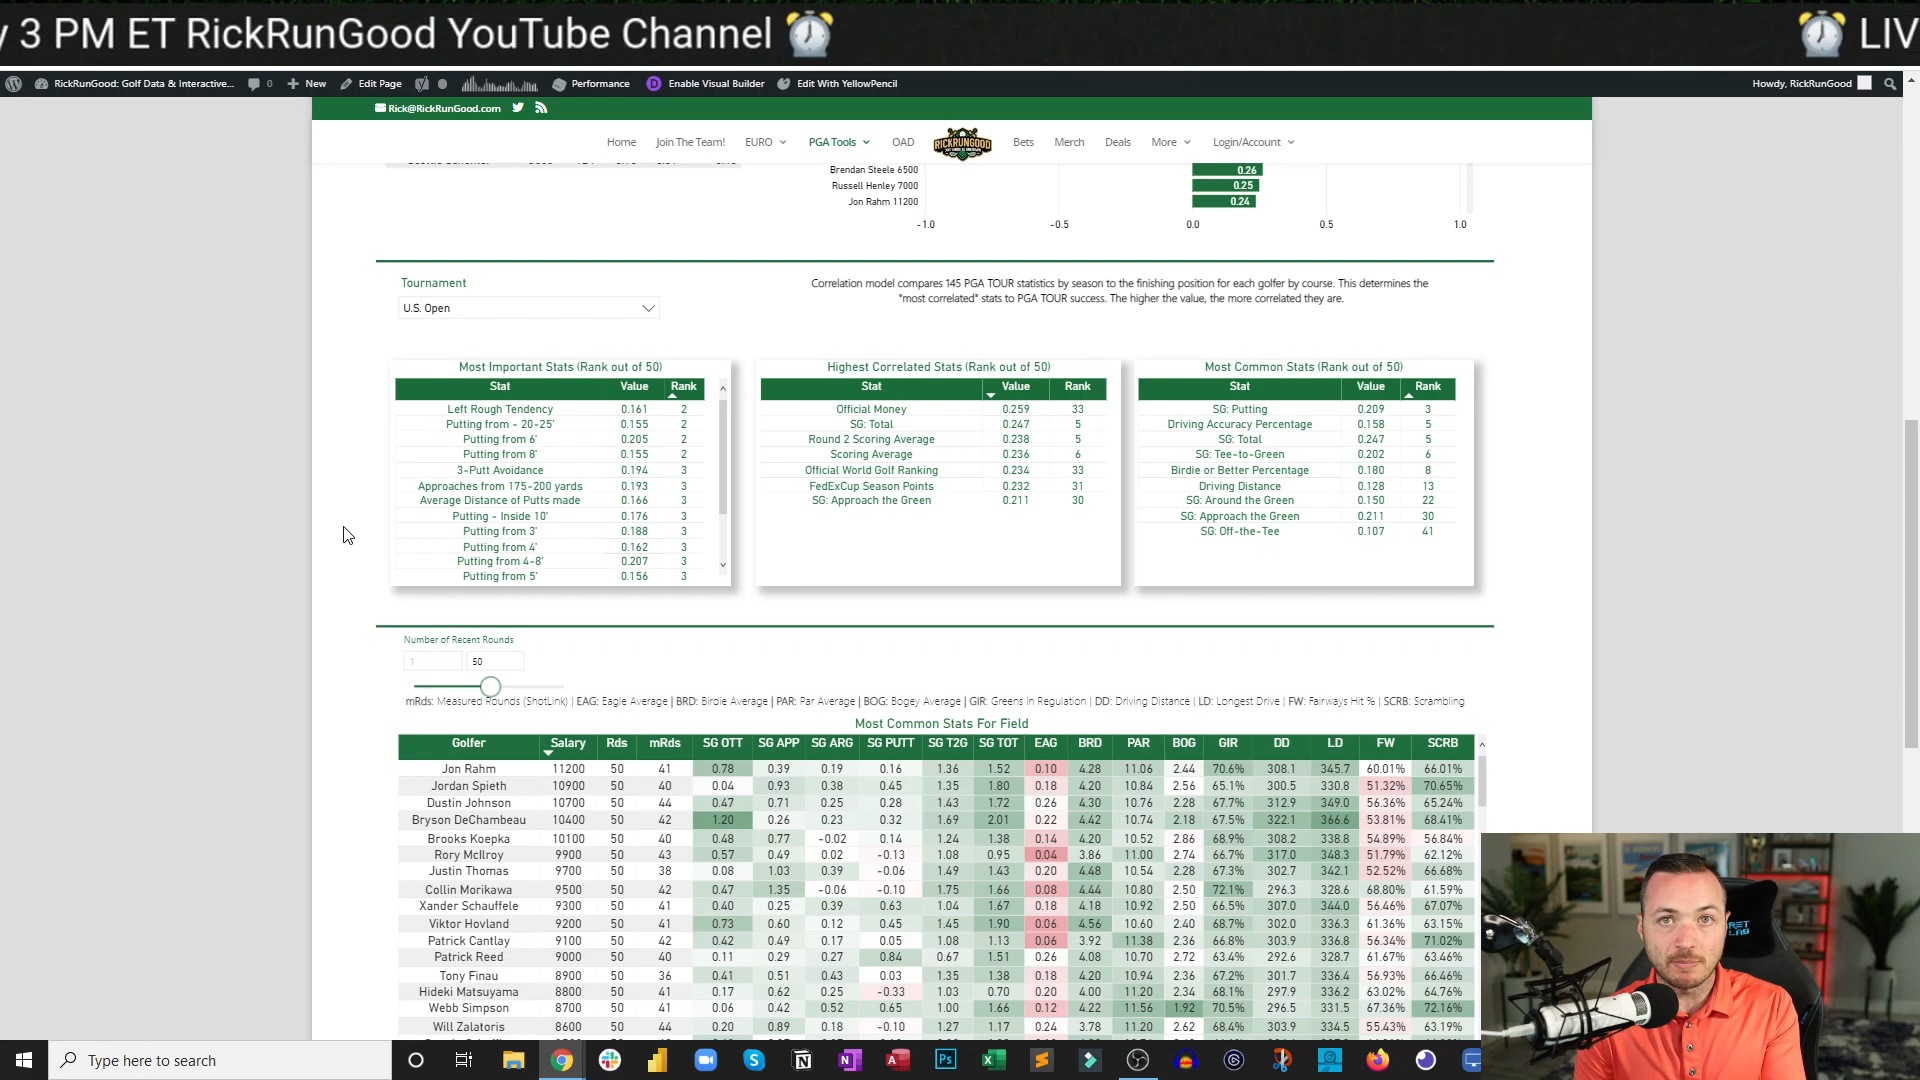 y 3 PM ET RickRunGood YouTube Channel ⏰ ⏰ LIV
RickRunGood: Golf Data & Interactive... 0 New Edit Page Performance Enable Visual Builder Edit With YellowPencil Howdy, RickRunGood
Rick@RickRunGood.com
Home Join The Team! EURO PGA Tools OAD RICKRUNGOOD Bets Merch Deals More Login/Account
Brendan Steele 6500 0.26
Russell Henley 7000 0.25
Jon Rahm 11200 0.24
-1.0 -0.5 0.0 0.5 1.0
Tournament
U.S. Open
Correlation model compares 145 PGA TOUR statistics by season to the finishing position for each golfer by course. This determines the
"most correlated" stats to PGA TOUR success. The higher the value, the more correlated they are.
Most Important Stats (Rank out of 50)
Stat Value Rank
Left Rough Tendency 0.161 2
Putting from - 20-25' 0.155 2
Putting from 6' 0.205 2
Putting from 8' 0.155 2
3-Putt Avoidance 0.194 3
Approaches from 175-200 yards 0.193 3
Average Distance of Putts made 0.166 3
Putting - Inside 10' 0.176 3
Putting from 3' 0.188 3
Putting from 4' 0.162 3
Putting from 4-8' 0.207 3
Putting from 5' 0.156 3
Highest Correlated Stats (Rank out of 50)
Stat Value Rank
Official Money 0.259 33
SG: Total 0.247 5
Round 2 Scoring Average 0.238 5
Scoring Average 0.236 6
Official World Golf Ranking 0.234 33
FedExCup Season Points 0.232 31
SG: Approach the Green 0.211 30
Most Common Stats (Rank out of 50)
Stat Value Rank
SG: Putting 0.209 3
Driving Accuracy Percentage 0.158 5
SG: Total 0.247 5
SG: Tee-to-Green 0.202 6
Birdie or Better Percentage 0.180 8
Driving Distance 0.128 13
SG: Around the Green 0.150 22
SG: Approach the Green 0.211 30
SG: Off-the-Tee 0.107 41
Number of Recent Rounds
1 50
mRds: Measured Rounds (ShotLink) | EAG: Eagle Average | BRD: Birdie Average | PAR: Par Average | BOG: Bogey Average | GIR: Greens in Regulation | DD: Driving Distance | LD: Longest Drive | FW: Fairways Hit % | SCRB: Scrambling
Most Common Stats For Field
Golfer Salary Rds mRds SG OTT SG APP SG ARG SG PUTT SG T2G SG TOT EAG BRD PAR BOG GIR DD LD FW SCRB
Jon Rahm 11200 50 41 0.78 0.39 0.19 0.16 1.36 1.52 0.10 4.28 11.06 2.44 70.6% 308.1 345.7 60.01% 66.01%
Jordan Spieth 10900 50 40 0.04 0.93 0.38 0.45 1.35 1.80 0.18 4.20 10.84 2.56 65.1% 300.5 330.8 51.32% 70.65%
Dustin Johnson 10700 50 44 0.47 0.71 0.25 0.28 1.43 1.72 0.26 4.30 10.76 2.28 67.7% 312.9 349.0 56.36% 65.24%
Bryson DeChambeau 10400 50 42 1.20 0.26 0.23 0.32 1.69 2.01 0.22 4.42 10.74 2.18 67.5% 322.1 366.6 53.81% 68.41%
Brooks Koepka 10100 50 40 0.48 0.77 -0.02 0.14 1.24 1.38 0.14 4.20 10.52 2.86 68.9% 308.2 338.8 54.89% 56.84%
Rory McIlroy 9900 50 43 0.57 0.49 0.02 -0.13 1.08 0.95 0.04 3.86 11.00 2.74 66.7% 317.0 348.3 51.79% 62.12%
Justin Thomas 9700 50 38 0.08 1.03 0.39 -0.06 1.49 1.43 0.20 4.48 10.54 2.28 67.3% 302.7 342.1 52.52% 66.68%
Collin Morikawa 9500 50 42 0.47 1.35 -0.06 -0.10 1.75 1.66 0.08 4.44 10.80 2.50 72.1% 296.3 328.6 68.80% 61.59%
Xander Schauffele 9300 50 41 0.40 0.25 0.39 0.63 1.04 1.67 0.18 4.18 10.92 2.50 66.5% 307.0 344.0 56.46% 67.07%
Viktor Hovland 9200 50 41 0.73 0.60 0.12 0.45 1.45 1.90 0.06 4.56 10.60 2.40 68.7% 302.0 336.3 61.36% 63.15%
Patrick Cantlay 9100 50 42 0.42 0.49 0.17 0.05 1.08 1.13 0.06 3.92 11.38 2.36 66.8% 303.9 336.8 56.34% 71.02%
Patrick Reed 9000 50 40 0.11 0.29 0.27 0.84 0.67 1.51 0.26 4.08 10.70 2.72 63.4% 292.6 328.7 61.67% 63.46%
Tony Finau 8900 50 36 0.41 0.51 0.43 0.03 1.35 1.38 0.18 4.20 10.94 2.36 67.2% 301.7 336.4 56.93% 66.46%
Hideki Matsuyama 8800 50 41 0.17 0.62 0.25 -0.33 1.03 0.70 0.20 4.00 11.20 2.34 68.1% 297.9 336.2 63.02% 64.76%
Webb Simpson 8700 50 41 0.06 0.42 0.52 0.65 1.00 1.66 0.12 4.22 11.56 1.92 70.5% 296.5 331.5 67.36% 72.16%
Will Zalatoris 8600 50 44 0.20 0.89 0.18 -0.10 1.27 1.17 0.24 3.78 11.20 2.62 68.4% 303.9 334.5 55.43% 63.19%
Type here to search